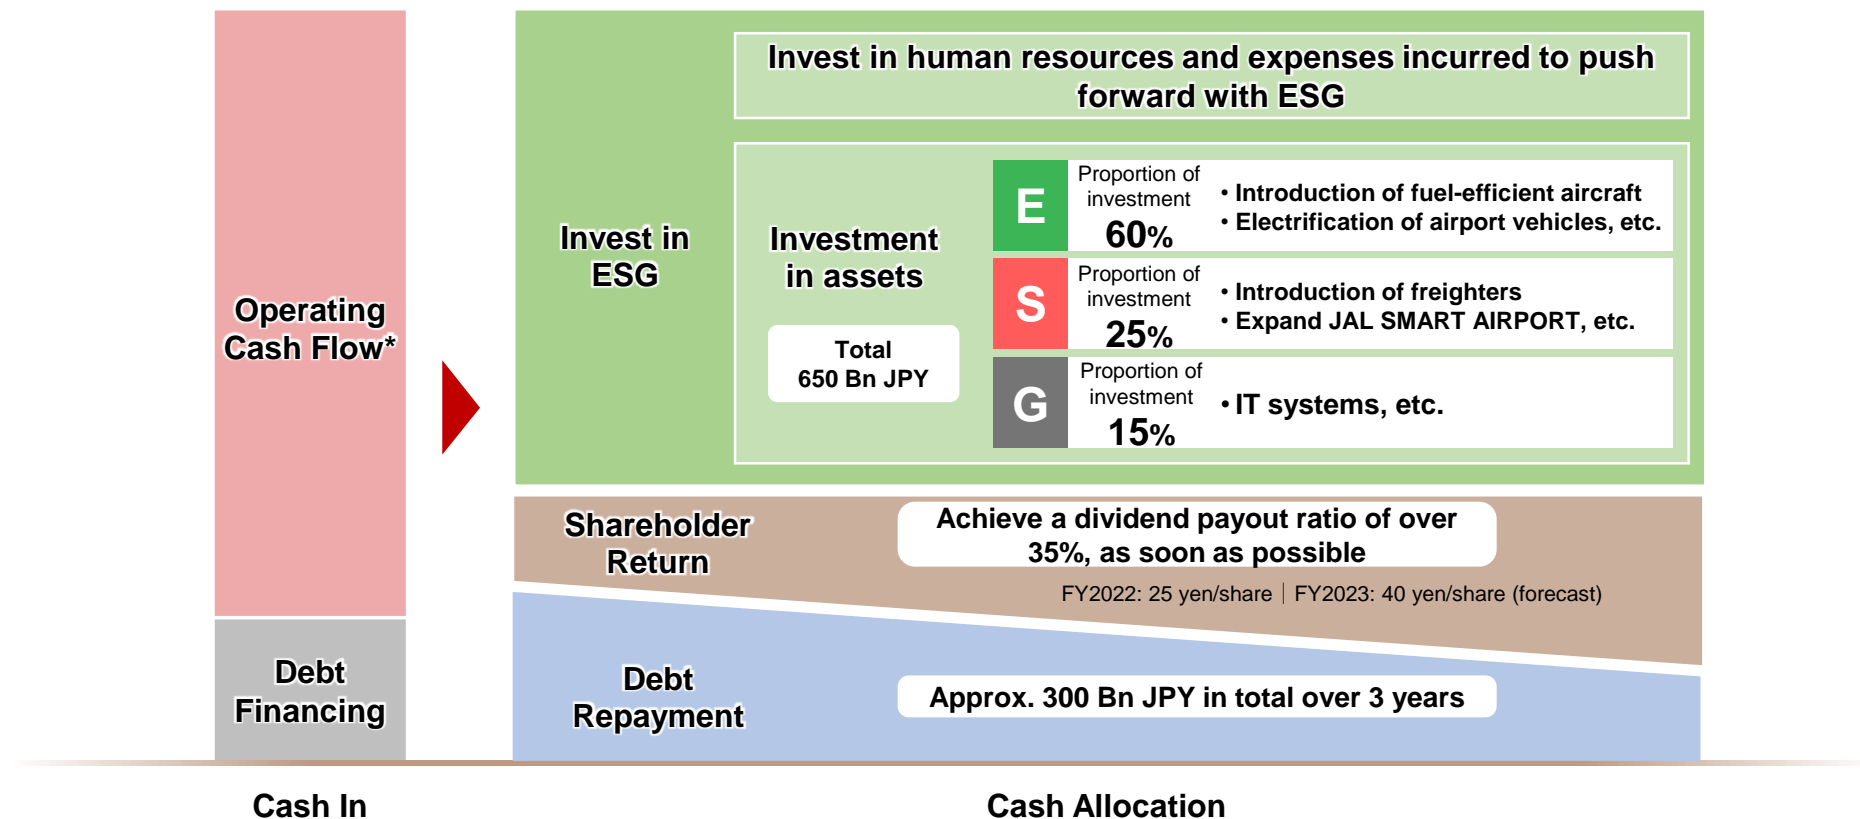 Operating
Cash Flow*
Debt
Financing
Cash In
Invest in
ESG
Invest in human resources and expenses incurred to push
forward with ESG
Investment
in assets
Total
650 Bn JPY
E
Proportion of
investment
60%
• Introduction of fuel-efficient aircraft
• Electrification of airport vehicles, etc.
S
Proportion of
investment
25%
• Introduction of freighters
• Expand JAL SMART AIRPORT, etc.
G
Proportion of
investment
15%
• IT systems, etc.
Shareholder
Return
Achieve a dividend payout ratio of over
35%, as soon as possible
FY2022: 25 yen/share | FY2023: 40 yen/share (forecast)
Debt
Repayment
Approx. 300 Bn JPY in total over 3 years
Cash Allocation